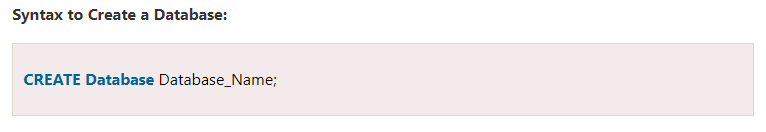 Syntax to Create a Database:
CREATE Database Database_Name;